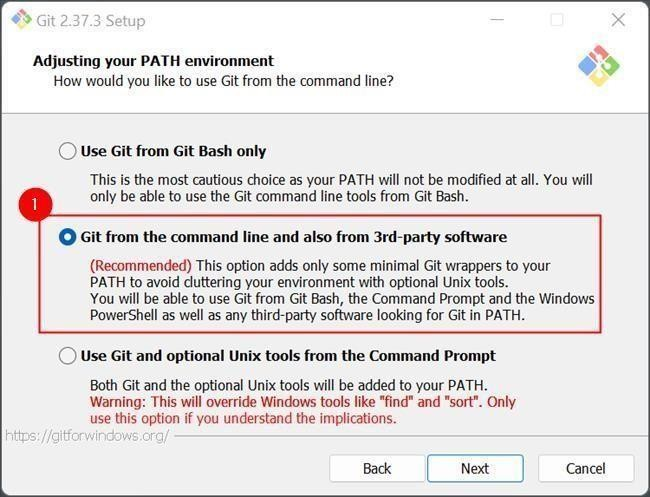 Git 2.37.3 Setup
Adjusting your PATH environment
How would you like to use Git from the command line?
Use Git from Git Bash only
This is the most cautious choice as your PATH will not be modified at all. You will
only be able to use the Git command line tools from Git Bash.
1
Git from the command line and also from 3rd-party software
(Recommended) This option adds only some minimal Git wrappers to your
PATH to avoid cluttering your environment with optional Unix tools.
You will be able to use Git from Git Bash, the Command Prompt and the Windows
PowerShell as well as any third-party software looking for Git in PATH.
Use Git and optional Unix tools from the Command Prompt
Both Git and the optional Unix tools will be added to your PATH.
Warning: This will override Windows tools like "find" and "sort". Only
use this option if you understand the implications.
https://gitforwindows.org/
Back
Next
Cancel